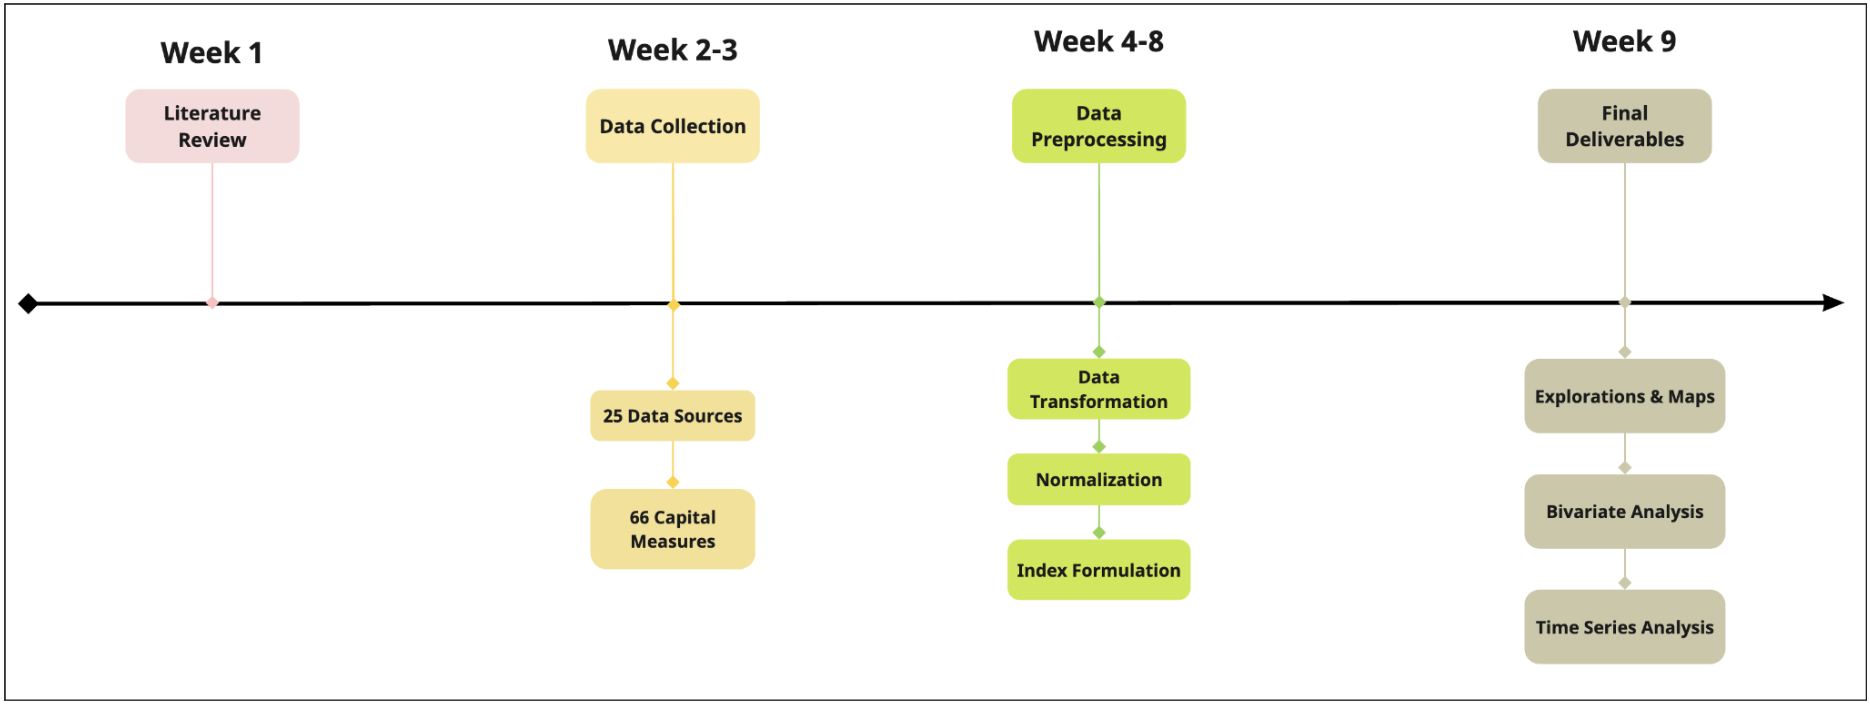 Week 1
Week 2-3
Week 4-8
Week 9
Literature
Review
Data Collection
Data
Preprocessing
Final
Deliverables
25 Data Sources
66 Capital
Measures
Data
Transformation
Normalization
Index Formulation
Explorations & Maps
Bivariate Analysis
Time Series Analysis